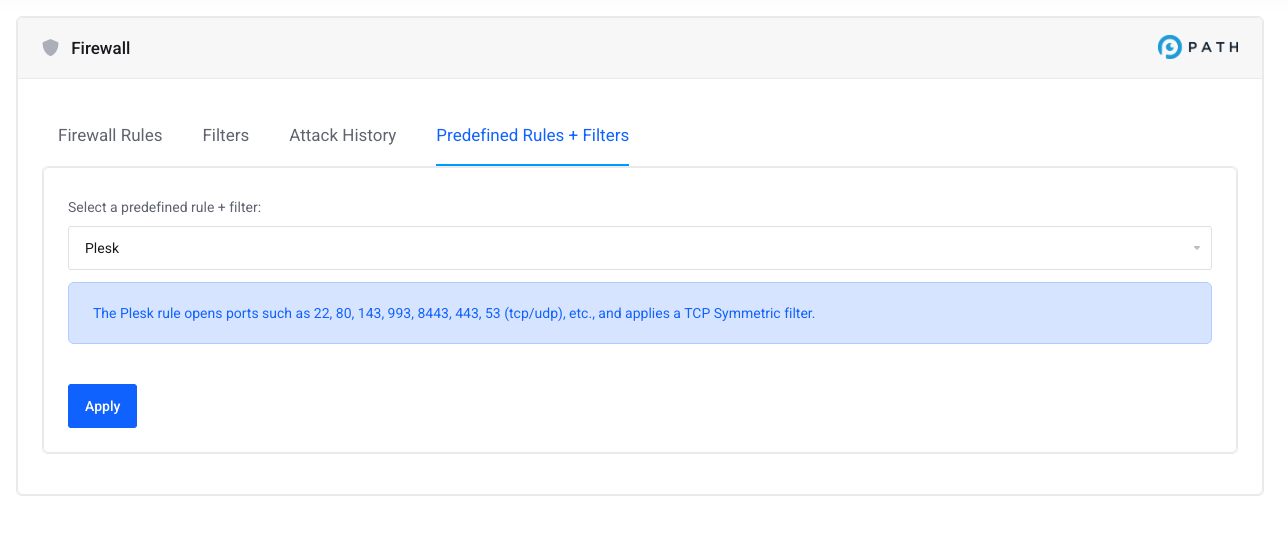 Firewall
PATH
Firewall Rules
Filters
Attack History
Predefined Rules + Filters
Select a predefined rule + filter:
Plesk
The Plesk rule opens ports such as 22, 80, 143, 993, 8443, 443, 53 (tcp/udp), etc., and applies a TCP Symmetric filter.
Apply